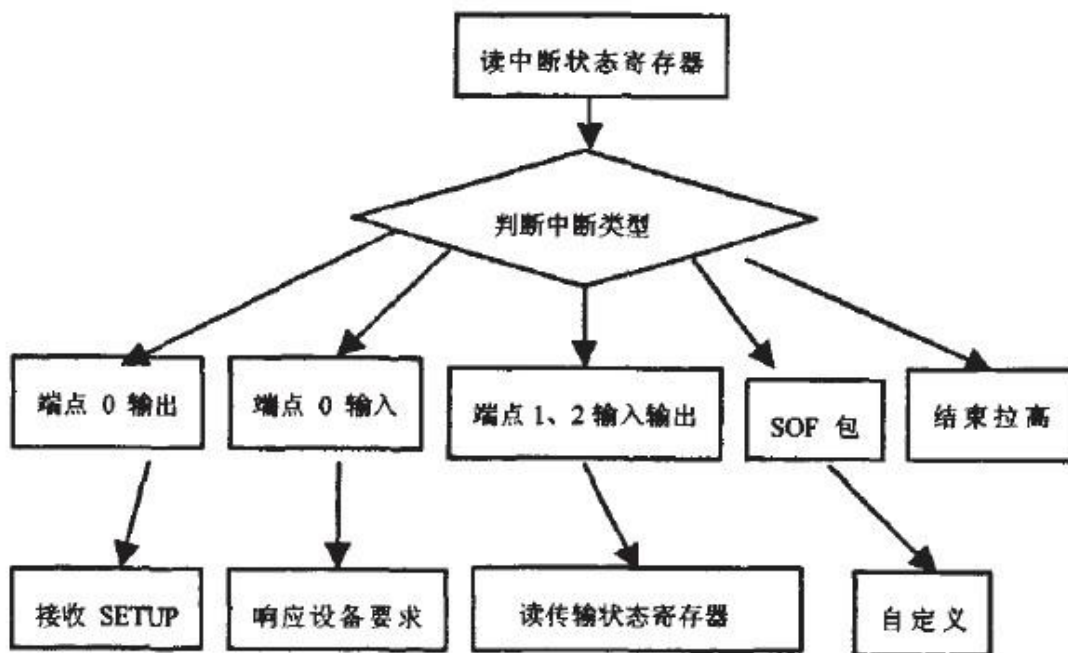 读中断状态寄存器
判断中断类型
端点 0 输出
端点 0 输入
端点 1、2 输入输出
SOF 包
结束拉高
接收 SETUP
响应设备要求
读传输状态寄存器
自定义